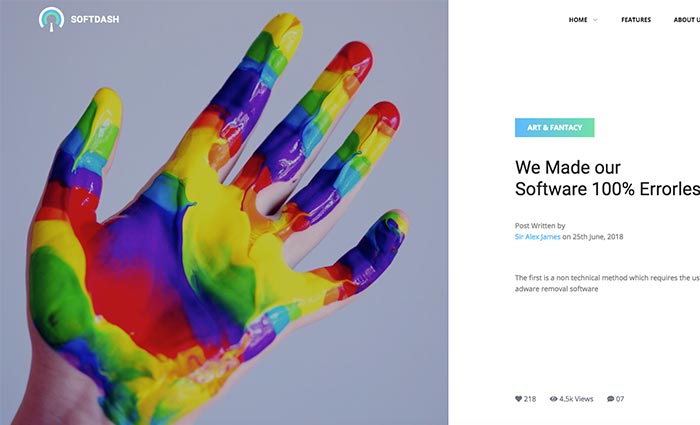 SOFTDASH
HOME
FEATURES
ABOUT U
ART & FANTACY
We Made our
Software 100% Errorles
Post Written by
Sir Alex James on 25th June, 2018
The first is a non technical method which requires the us
adware removal software
218
4.5k Views
07